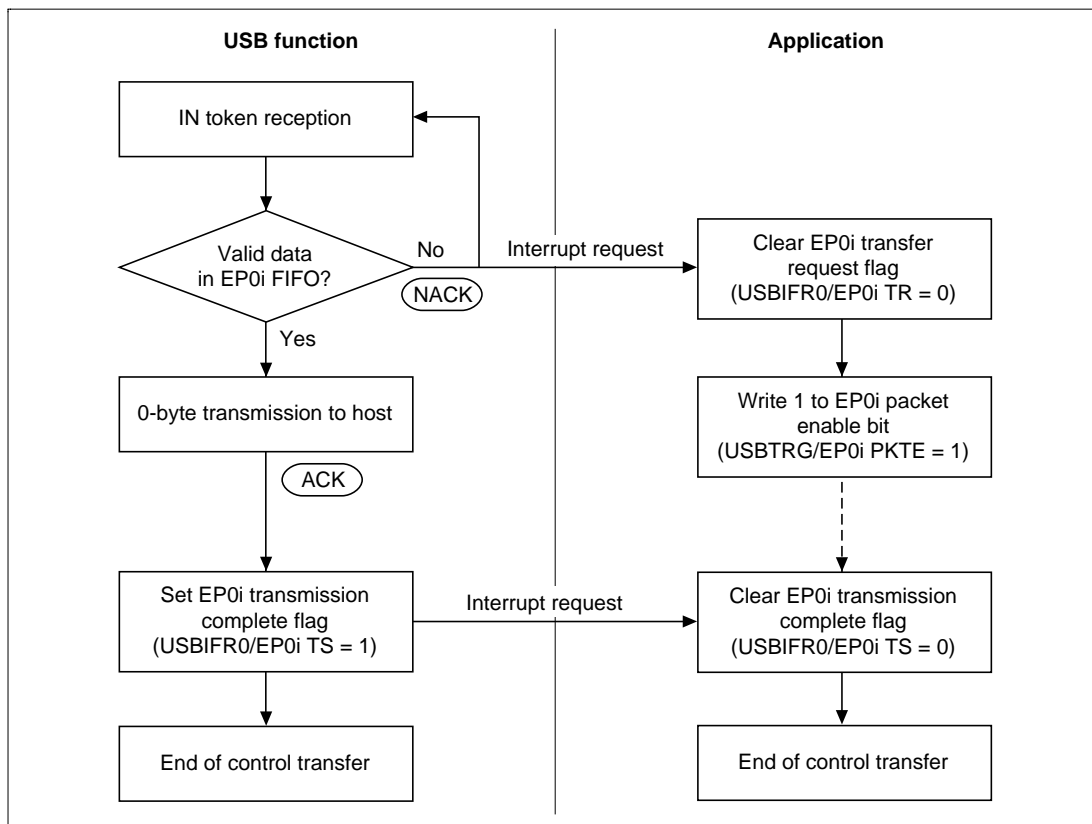 USB function
Application
IN token reception
Valid data
in EP0i FIFO?
No
NACK
Interrupt request
Clear EP0i transfer
request flag
(USBIFR0/EP0i TR = 0)
Yes
0-byte transmission to host
Write 1 to EP0i packet
enable bit
(USBTRG/EP0i PKTE = 1)
ACK
Set EP0i transmission
complete flag
(USBIFR0/EP0i TS = 1)
Interrupt request
Clear EP0i transmission
complete flag
(USBIFR0/EP0i TS = 0)
End of control transfer
End of control transfer